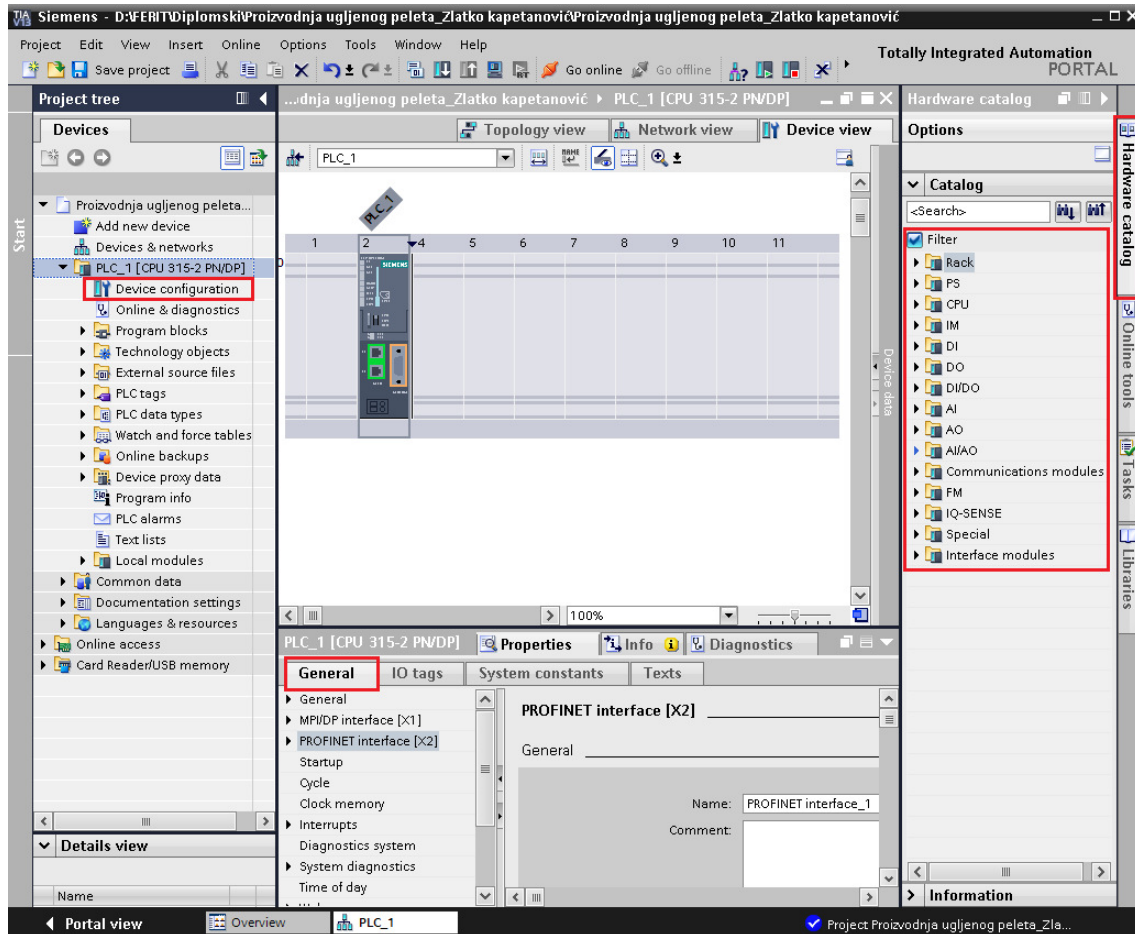 Siemens - D:\FERIT\Diplomski\Proizvodnja ugljenog peleta_Zlatko kapetanović\Proizvodnja ugljenog peleta_Zlatko kapetanović
Project Edit View Insert Online Options Tools Window Help
Totally Integrated Automation
PORTAL
Save project Go online Go offline
Project tree
...dnja ugljenog peleta_Zlatko kapetanović PLC_1 [CPU 315-2 PN/DP]
Hardware catalog
Devices
Topology view Network view Device view
Options
PLC_1
Catalog
<Search>
Filter
Rack
PS
CPU
IM
DI
DO
DI/DO
AI
AO
AI/AO
Communications modules
FM
IQ-SENSE
Special
Interface modules
Information
Start
Proizvodnja ugljenog peleta...
Add new device
Devices & networks
PLC_1 [CPU 315-2 PN/DP]
Device configuration
Online & diagnostics
Program blocks
Technology objects
External source files
PLC tags
PLC data types
Watch and force tables
Online backups
Device proxy data
Program info
PLC alarms
Text lists
Local modules
Common data
Documentation settings
Languages & resources
Online access
Card Reader/USB memory
Details view
Name
PLC_1
1 2 4 5 6 7 8 9 10 11
0
SIEMENS
Device data
100%
PLC_1 [CPU 315-2 PN/DP]
Properties Info Diagnostics
General IO tags System constants Texts
General
MPI/DP interface [X1]
PROFINET interface [X2]
Startup
Cycle
Clock memory
Interrupts
Diagnostics system
System diagnostics
Time of day
PROFINET interface [X2]
General
Name: PROFINET interface_1
Comment:
Hardware catalog
Online tools
Tasks
Libraries
Portal view Overview PLC_1
Project Proizvodnja ugljenog peleta_Zla...